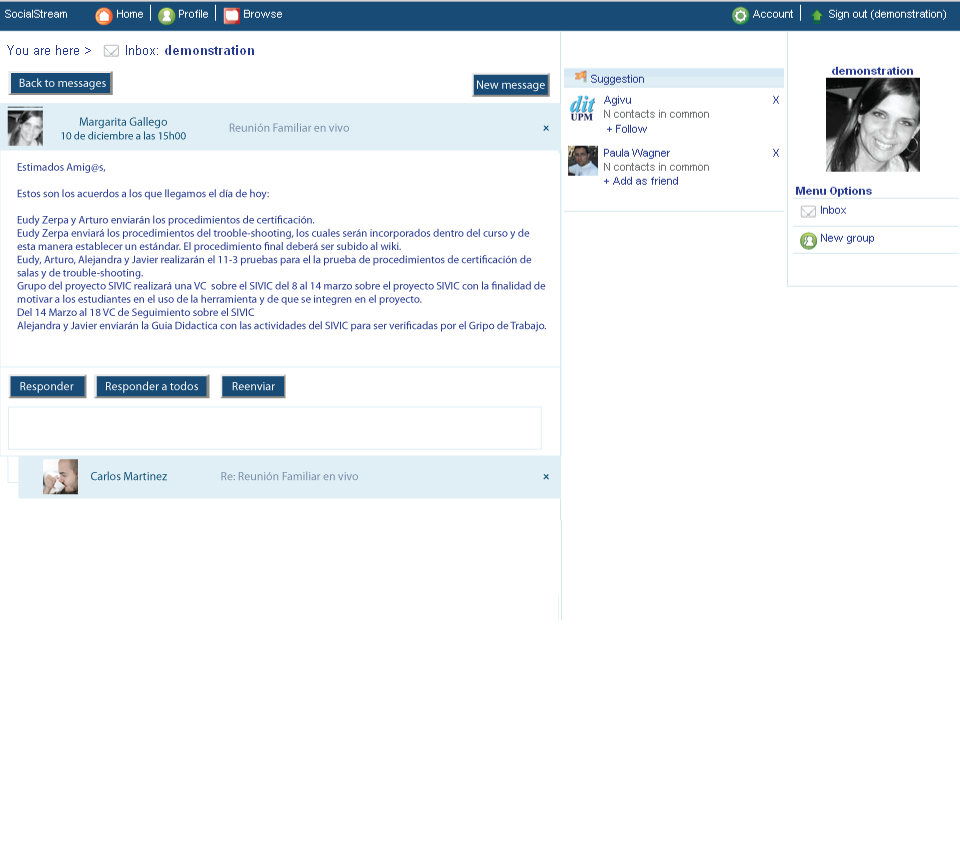 SocialStream Home Profile Browse Account Sign out (demonstration)
You are here > Inbox: demonstration
Back to messages
New message
Margarita Gallego
10 de diciembre a las 15h00
Reunión Familiar en vivo
×
Estimados Amig@s,
Estos son los acuerdos a los que llegamos el día de hoy:
Eudy Zerpa y Arturo enviarán los procedimientos de certificación.
Eudy Zerpa enviará los procedimientos del trooble-shooting, los cuales serán incorporados dentro del curso y de
esta manera establecer un estándar. El procedimiento final deberá ser subido al wiki.
Eudy, Arturo, Alejandra y Javier realizarán el 11-3 pruebas para el la prueba de procedimientos de certificación de
salas y de trouble-shooting.
Grupo del proyecto SIVIC realizará una VC sobre el SIVIC del 8 al 14 marzo sobre el proyecto SIVIC con la finalidad de
motivar a los estudiantes en el uso de la herramienta y de que se integren en el proyecto.
Del 14 Marzo al 18 VC de Seguimiento sobre el SIVIC
Alejandra y Javier enviarán la Guia Didactica con las actividades del SIVIC para ser verificadas por el Gripo de Trabajo.
Responder Responder a todos Reenviar
Carlos Martinez Re: Reunión Familiar en vivo ×
Suggestion
dit
UPM
Agivu X
N contacts in common
+ Follow
Paula Wagner X
N contacts in common
+ Add as friend
demonstration
Menu Options
Inbox
New group